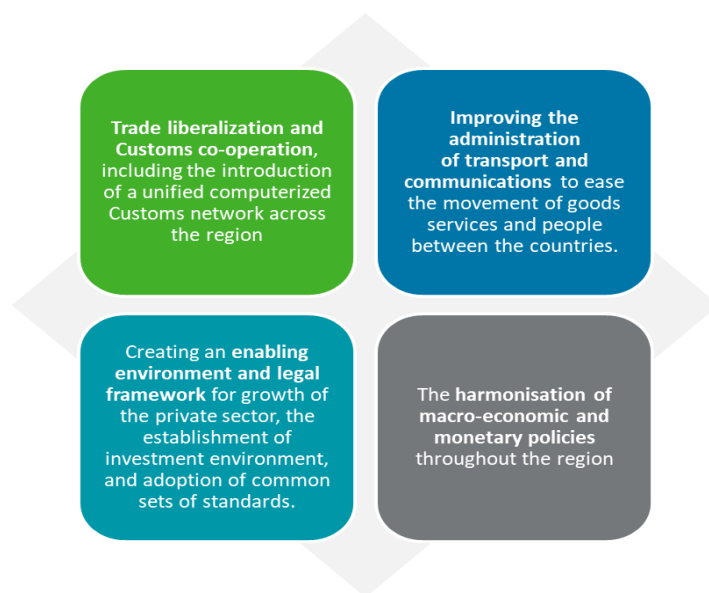 Trade liberalization and
Customs co-operation,
including the introduction
of a unified computerized
Customs network across
the region
Improving the
administration
of transport and
communications to ease
the movement of goods
services and people
between the countries.
Creating an enabling
environment and legal
framework for growth of
the private sector, the
establishment of
investment environment,
and adoption of common
sets of standards.
The harmonisation of
macro-economic and
monetary policies
throughout the region